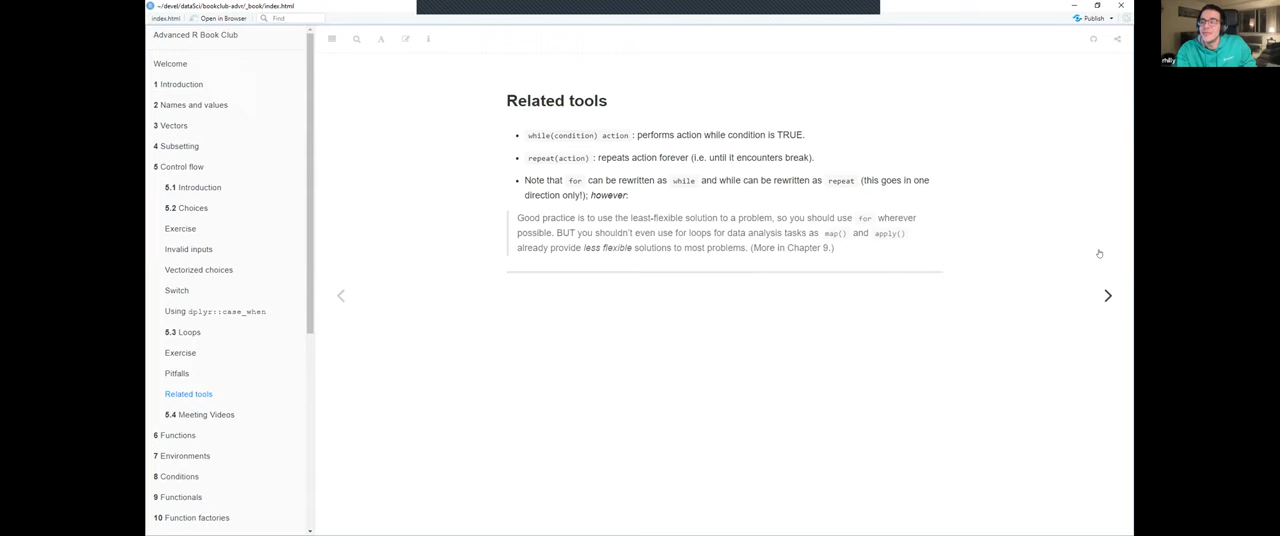 ~/devel/dataSci/bookclub-advr/_book/index.html
index.html
Open in Browser
Find
Publish
Advanced R Book Club
Welcome
1 Introduction
2 Names and values
3 Vectors
4 Subsetting
5 Control flow
5.1 Introduction
5.2 Choices
Exercise
Invalid inputs
Vectorized choices
Switch
Using dplyr::case_when
5.3 Loops
Exercise
Pitfalls
Related tools
5.4 Meeting Videos
6 Functions
7 Environments
8 Conditions
9 Functionals
10 Function factories
Related tools
• while(condition) action : performs action while condition is TRUE.
• repeat(action) : repeats action forever (i.e. until it encounters break).
• Note that for can be rewritten as while and while can be rewritten as repeat (this goes in one
direction only!); however:
Good practice is to use the least-flexible solution to a problem, so you should use for wherever
possible. BUT you shouldn't even use for loops for data analysis tasks as map() and apply()
already provide less flexible solutions to most problems. (More in Chapter 9.)
rhilly